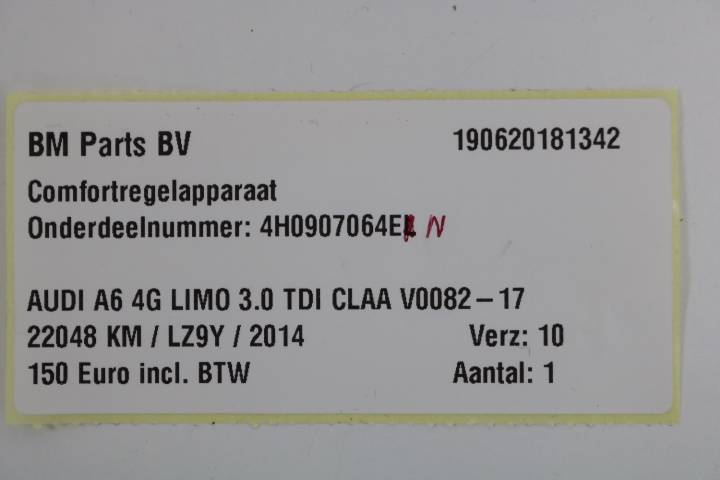 BM Parts BV 190620181342
Comfortregelapparaat
Onderdeelnummer: 4H0907064EL N
AUDI A6 4G LIMO 3.0 TDI CLAA V0082-17
22048 KM / LZ9Y / 2014 Verz: 10
150 Euro incl. BTW Aantal: 1